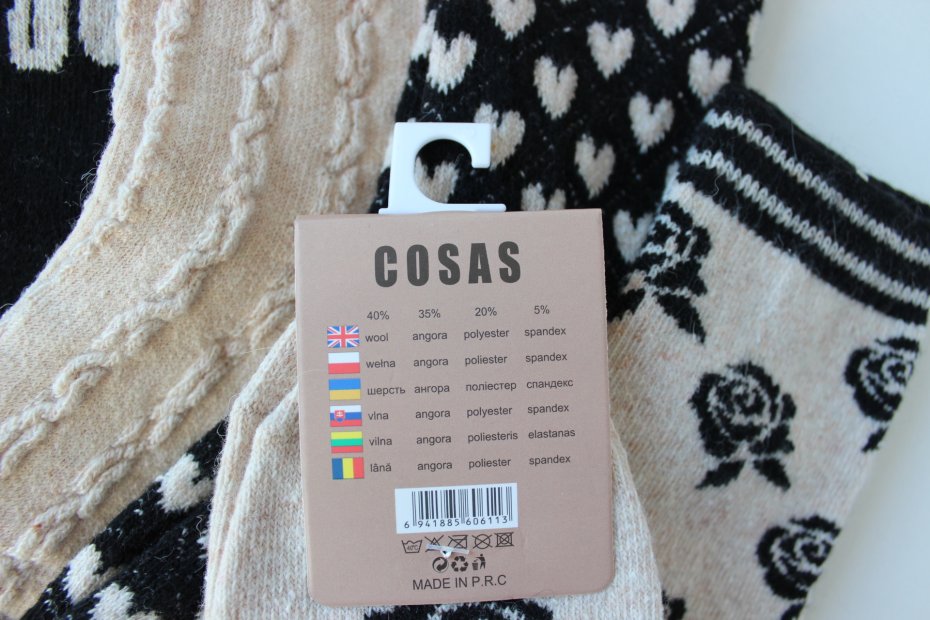 COSAS
40% 35% 20% 5%
wool angora polyester spandex
wełna angora poliester spandex
шерсть ангора поліестер спандекс
vlna angora polyester spandex
vilna angora poliesteris elastanas
lână angora poliester spandex
6 941885 606113
40°C
MADE IN P.R.C